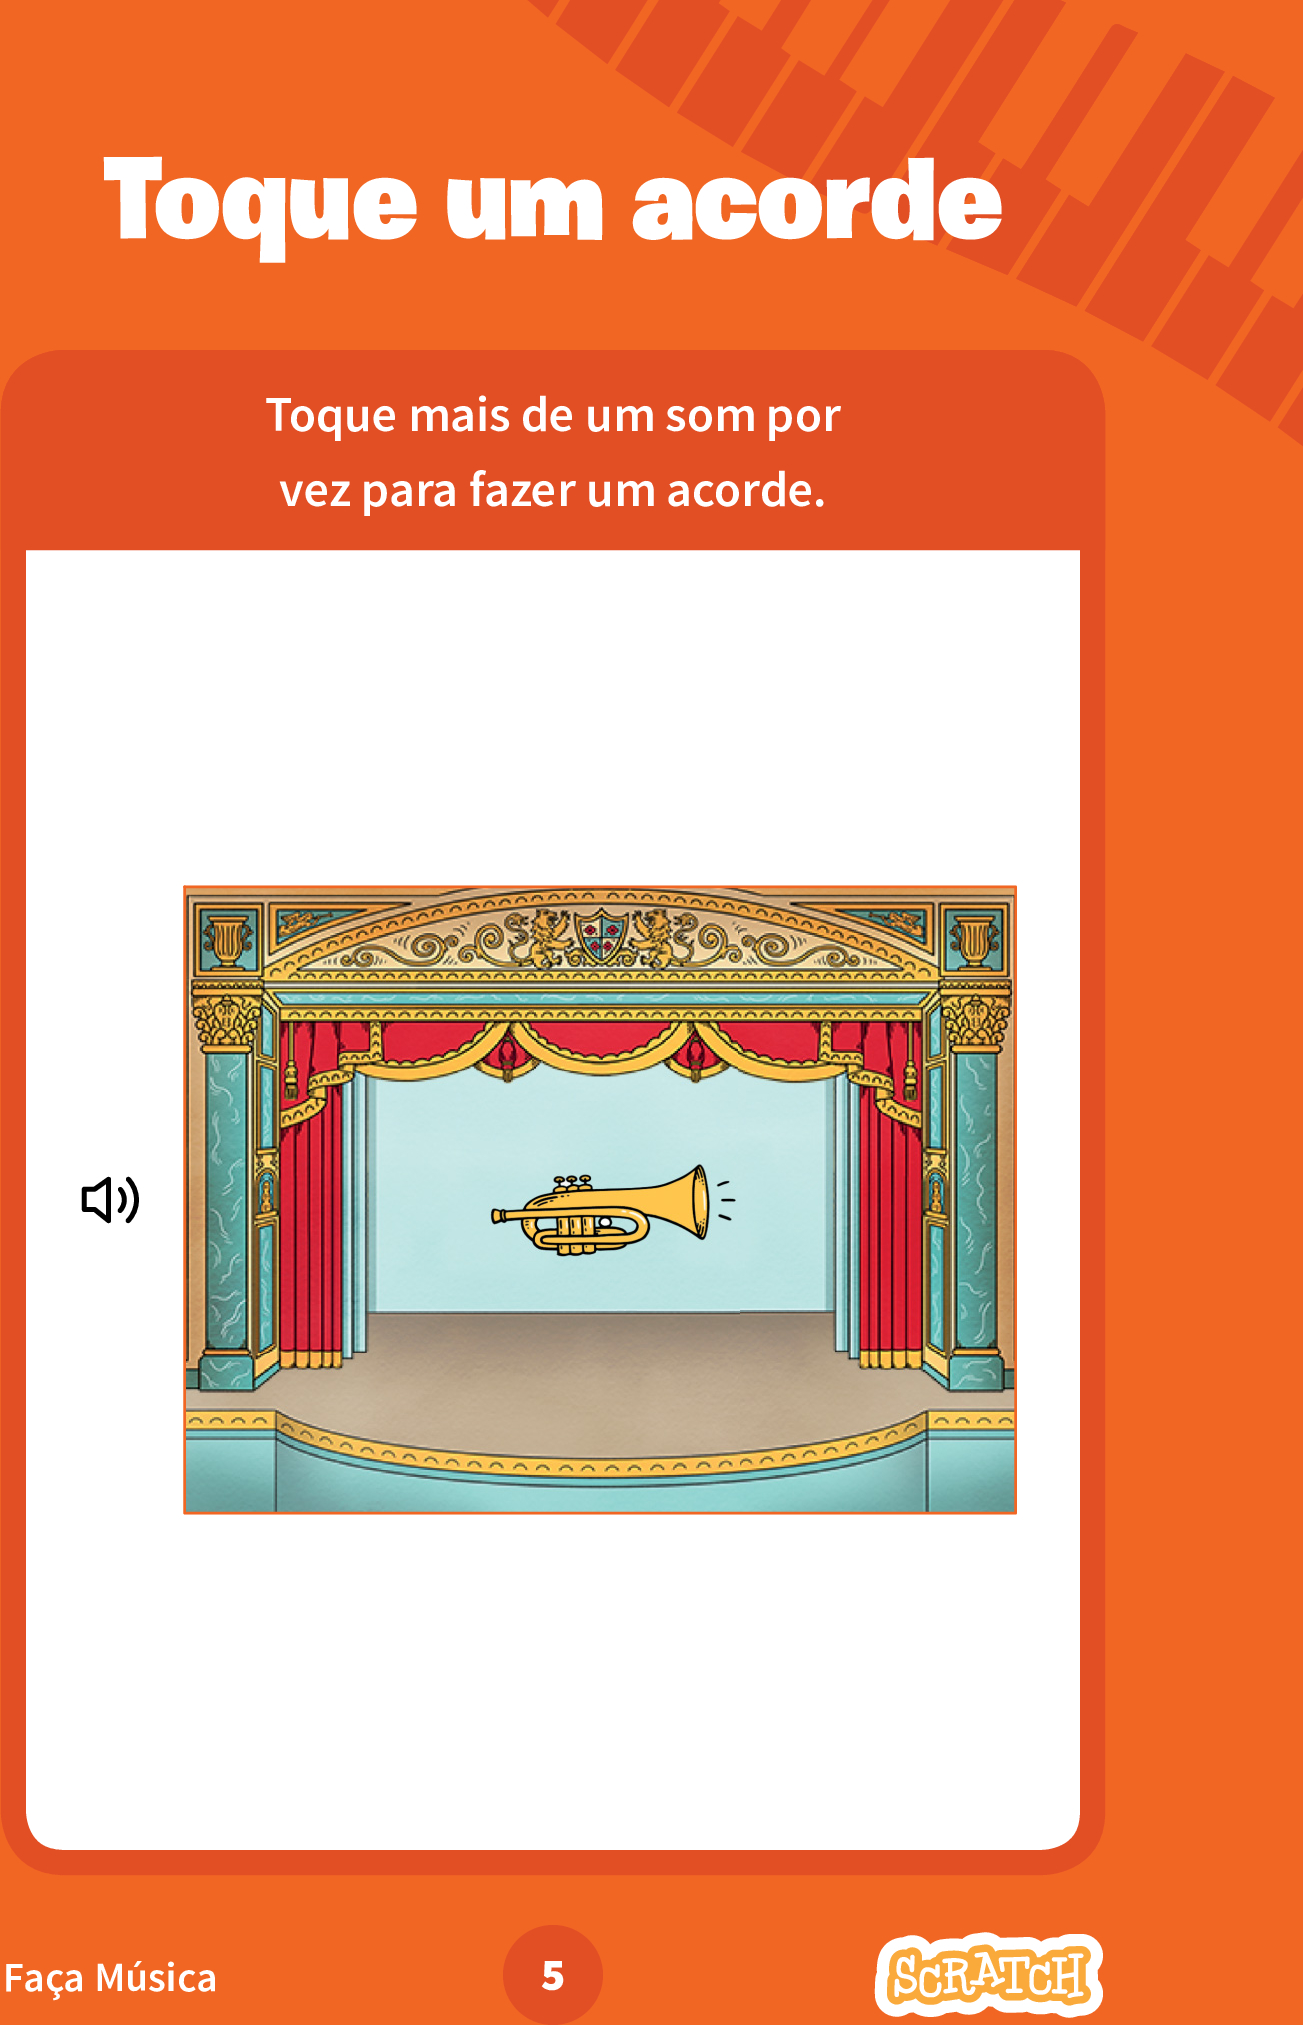 Toque um acorde
Toque mais de um som por
vez para fazer um acorde.
Faça Música
5
SCRATCH